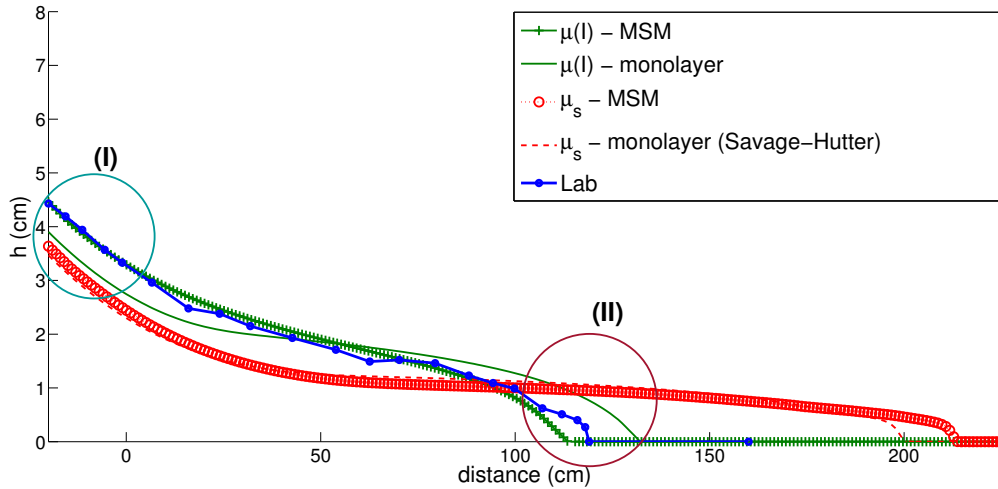 8
7
6
5
4
3
2
1
0
h (cm)
(I)
(II)
μ(I) − MSM
μ(I) − monolayer
μs − MSM
μs − monolayer (Savage−Hutter)
Lab
0 50 100 150 200
distance (cm)